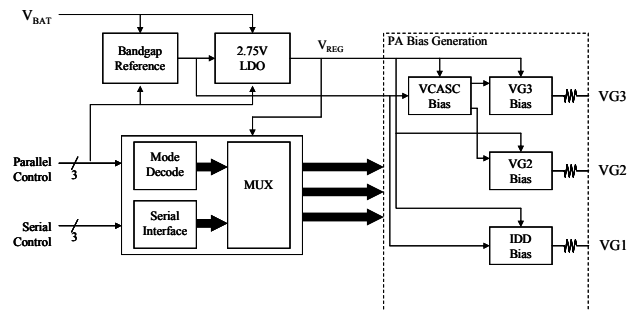 VBAT
Bandgap
Reference
2.75V
LDO
VREG
PA Bias Generation
VCASC
Bias
VG3
Bias
VG3
VG2
Bias
VG2
IDD
Bias
VG1
Parallel
Control
3
Mode
Decode
MUX
Serial
Control
3
Serial
Interface